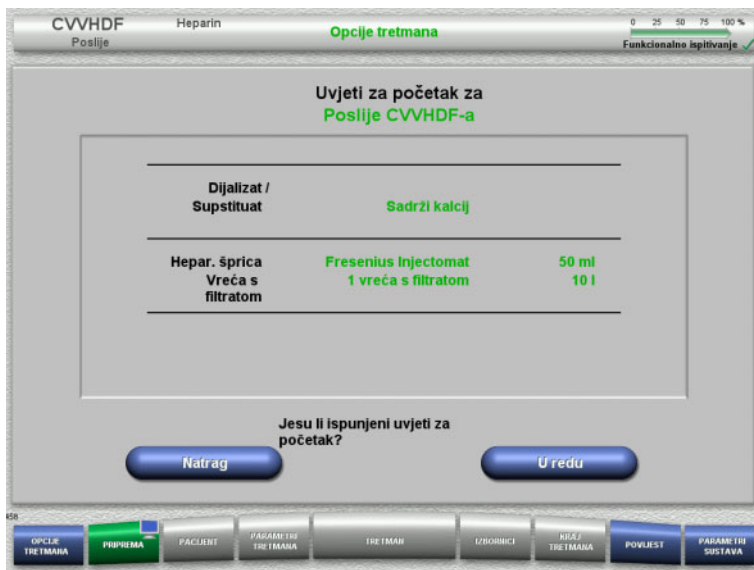 CVVHDF Heparin Opcije tretmana 0 25 50 75 100 %
Poslije Funkcionalno ispitivanje
Uvjeti za početak za
Poslije CVVHDF-a
Dijalizat /
Supstituat Sadrži kalcij
Hepar. šprica Fresenius Injectomat 50 ml
Vreća s 1 vreća s filtratom 10 l
filtratom
Jesu li ispunjeni uvjeti za
početak?
Natrag U redu
OPCIJE TRETMANA PRIPREMA PACIJENT PARAMETRI TRETMANA TRETMAN IZBORNICI KRAJ TRETMANA POVIJEST PARAMETRI SUSTAVA